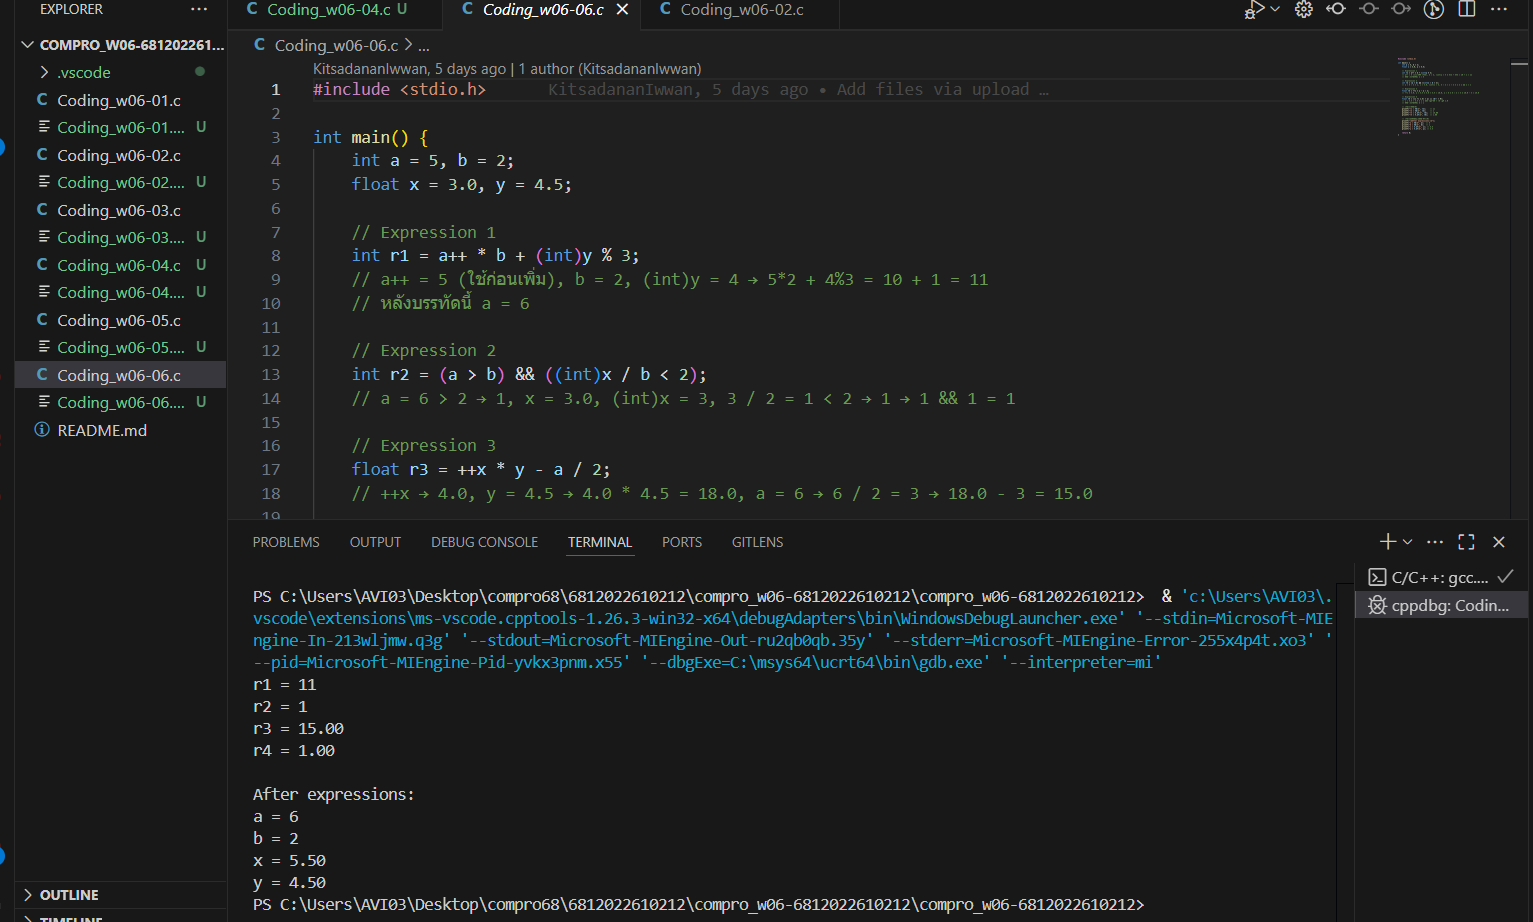 EXPLORER ...
COMPRO_W06-681202261...
.vscode
Coding_w06-01.c
Coding_w06-01.... U
Coding_w06-02.c
Coding_w06-02.... U
Coding_w06-03.c
Coding_w06-03.... U
Coding_w06-04.c U
Coding_w06-04.... U
Coding_w06-05.c
Coding_w06-05.... U
Coding_w06-06.c
Coding_w06-06.... U
README.md
OUTLINE
TIMELINE
C Coding_w06-04.c U
C Coding_w06-06.c
C Coding_w06-02.c
C Coding_w06-06.c > ...
KitsadananIwwan, 5 days ago | 1 author (KitsadananIwwan)
1 #include <stdio.h> KitsadananIwwan, 5 days ago • Add files via upload …
2
3 int main() {
4 int a = 5, b = 2;
5 float x = 3.0, y = 4.5;
6
7 // Expression 1
8 int r1 = a++ * b + (int)y % 3;
9 // a++ = 5 (ใช้ก่อนเพิ่ม), b = 2, (int)y = 4 → 5*2 + 4%3 = 10 + 1 = 11
10 // หลังบรรทัดนี้ a = 6
11
12 // Expression 2
13 int r2 = (a > b) && ((int)x / b < 2);
14 // a = 6 > 2 → 1, x = 3.0, (int)x = 3, 3 / 2 = 1 < 2 → 1 → 1 && 1 = 1
15
16 // Expression 3
17 float r3 = ++x * y - a / 2;
18 // ++x → 4.0, y = 4.5 → 4.0 * 4.5 = 18.0, a = 6 → 6 / 2 = 3 → 18.0 - 3 = 15.0
19
PROBLEMS OUTPUT DEBUG CONSOLE TERMINAL PORTS GITLENS
PS C:\Users\AVI03\Desktop\compro68\6812022610212\compro_w06-6812022610212\compro_w06-6812022610212> & 'c:\Users\AVI03\.
vscode\extensions\ms-vscode.cpptools-1.26.3-win32-x64\debugAdapters\bin\WindowsDebugLauncher.exe' '--stdin=Microsoft-MIE
ngine-In-213wljmw.q3g' '--stdout=Microsoft-MIEngine-Out-ru2qb0qb.35y' '--stderr=Microsoft-MIEngine-Error-255x4p4t.xo3' '
--pid=Microsoft-MIEngine-Pid-yvkx3pnm.x55' '--dbgExe=C:\msys64\ucrt64\bin\gdb.exe' '--interpreter=mi'
r1 = 11
r2 = 1
r3 = 15.00
r4 = 1.00
After expressions:
a = 6
b = 2
x = 5.50
y = 4.50
PS C:\Users\AVI03\Desktop\compro68\6812022610212\compro_w06-6812022610212\compro_w06-6812022610212>
C/C++: gcc....
cppdbg: Codin...